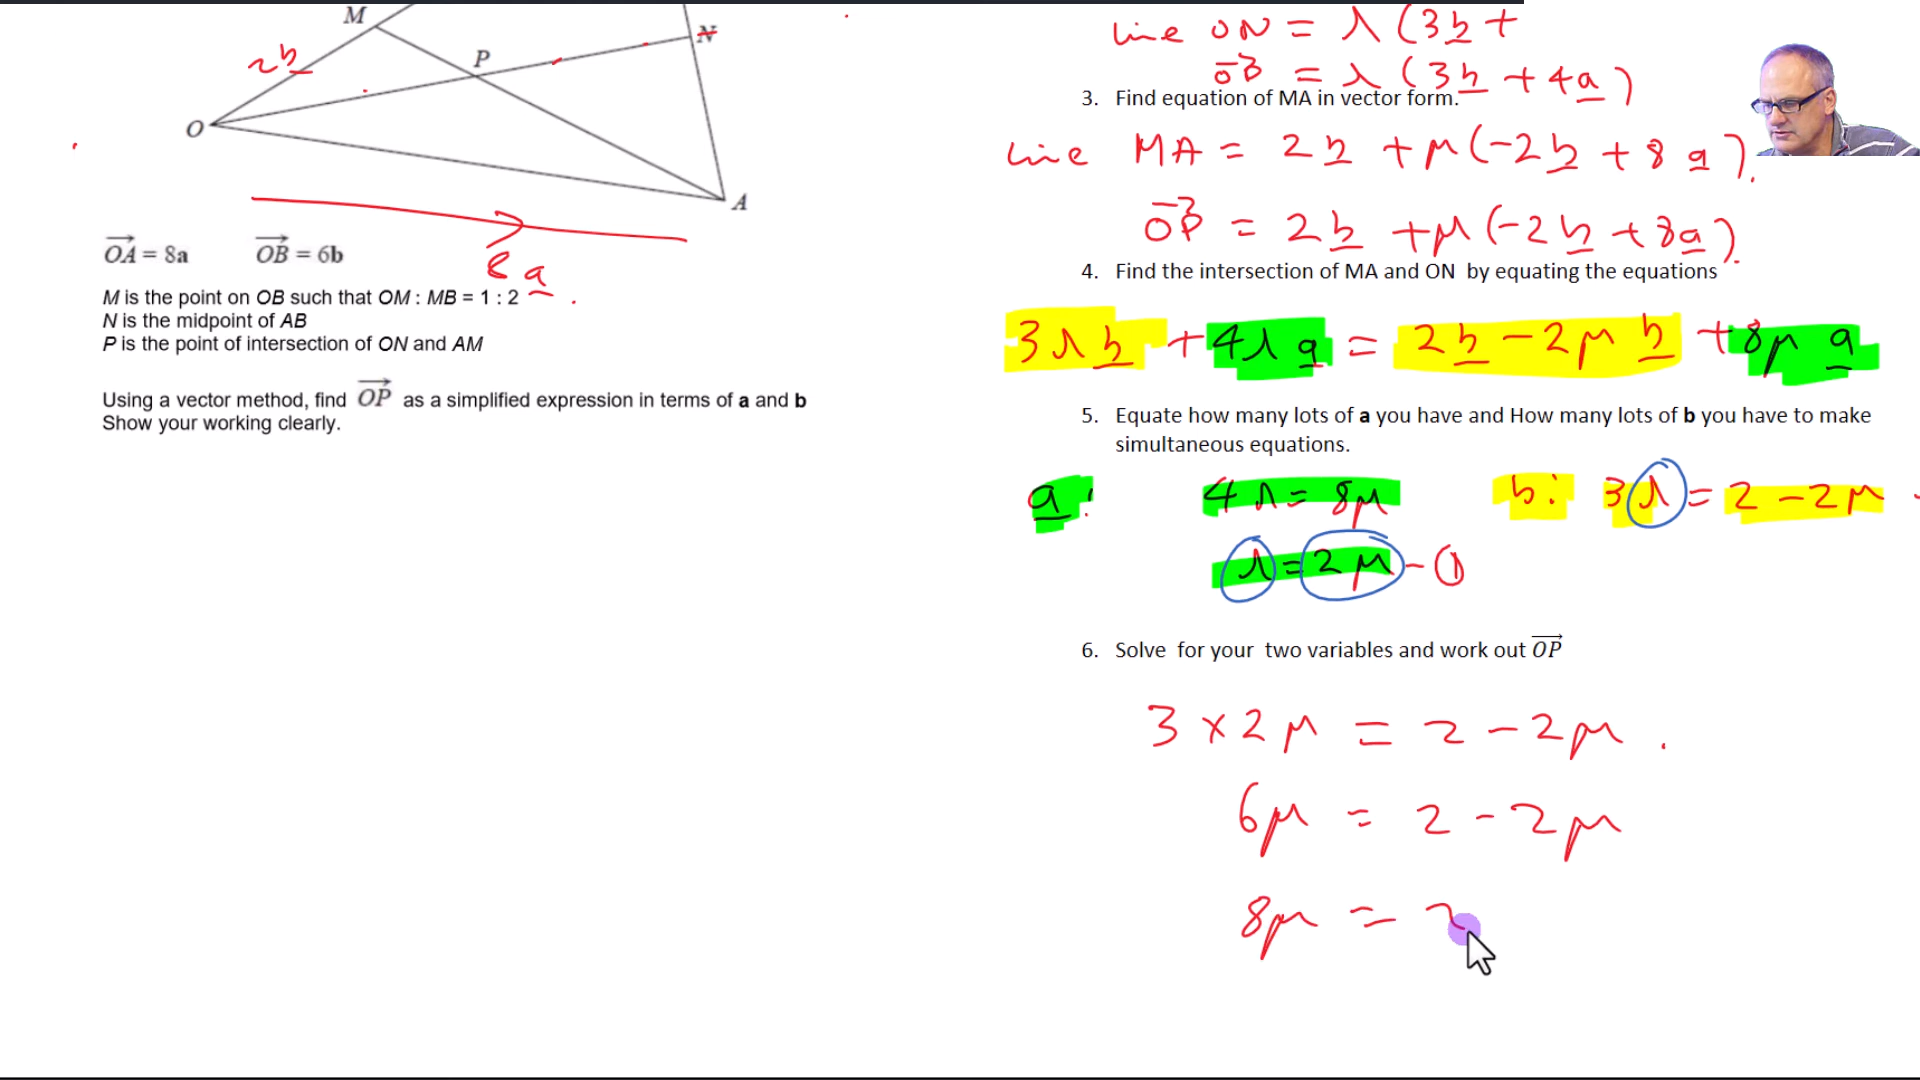 M
N
2b
P
O
A
8a
OA = 8a OB = 6b
M is the point on OB such that OM : MB = 1 : 2
N is the midpoint of AB
P is the point of intersection of ON and AM
Using a vector method, find OP as a simplified expression in terms of a and b
Show your working clearly.
Line ON = λ(3b +
OP = λ(3b + 4a)
3. Find equation of MA in vector form.
Line MA = 2b + μ(-2b + 8a).
OP = 2b + μ(-2b + 8a).
4. Find the intersection of MA and ON by equating the equations
3λb + 4λa = 2b - 2μb + 8μa
5. Equate how many lots of a you have and How many lots of b you have to make
simultaneous equations.
a: 4λ = 8μ b: 3λ = 2 - 2μ
λ = 2μ - ①
6. Solve for your two variables and work out OP
3 × 2μ = 2 - 2μ.
6μ = 2 - 2μ
8μ = 2